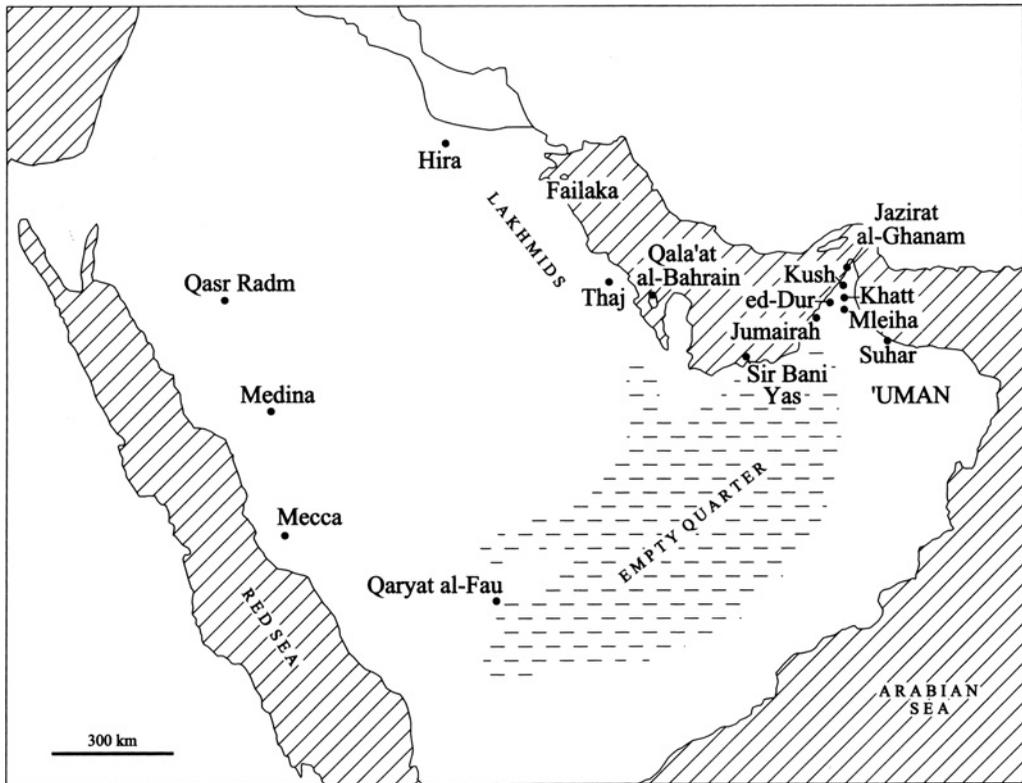 Hira
Failaka
LAKHMIDS
Jazirat
al-Ghanam
Qala'at
al-Bahrain
Kush
Qasr Radm
Thaj
ed-Dur
Khatt
Mleiha
Jumairah
Suhar
Sir Bani
Yas
'UMAN
Medina
EMPTY QUARTER
Mecca
Qaryat al-Fau
RED SEA
ARABIAN
SEA
300 km